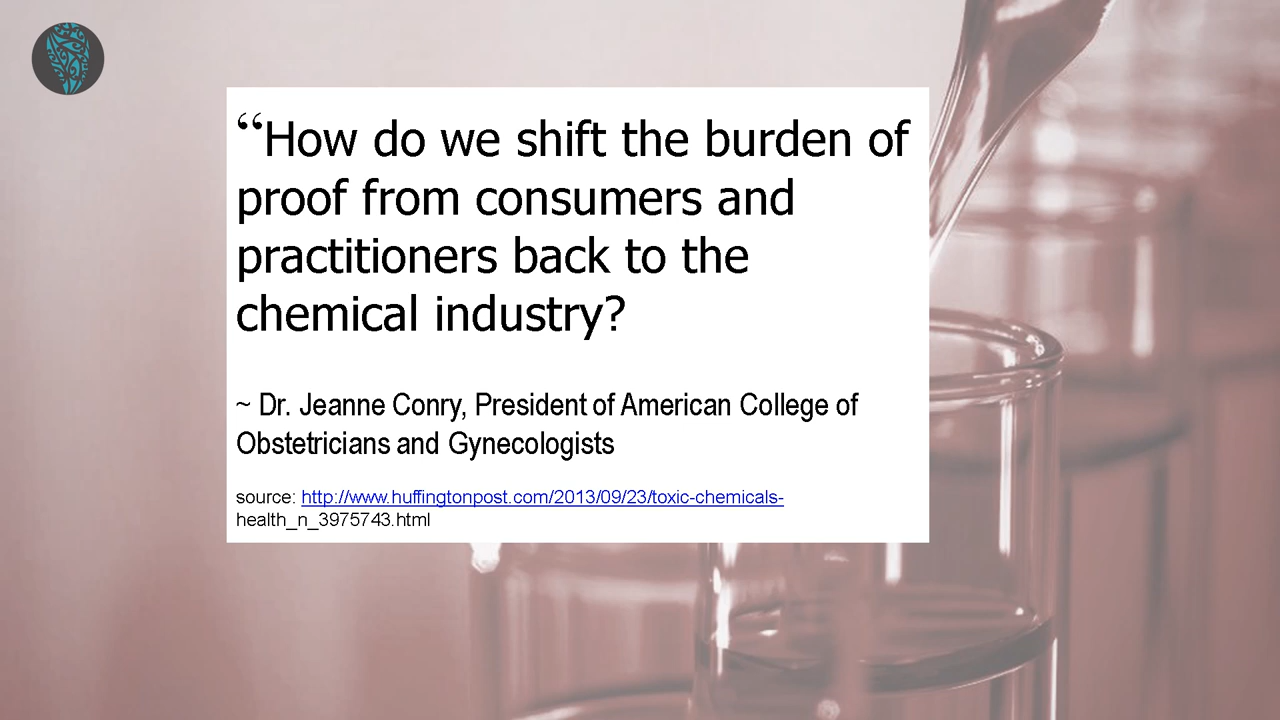 “How do we shift the burden of
proof from consumers and
practitioners back to the
chemical industry?
~ Dr. Jeanne Conry, President of American College of
Obstetricians and Gynecologists
source: http://www.huffingtonpost.com/2013/09/23/toxic-chemicals-
health_n_3975743.html